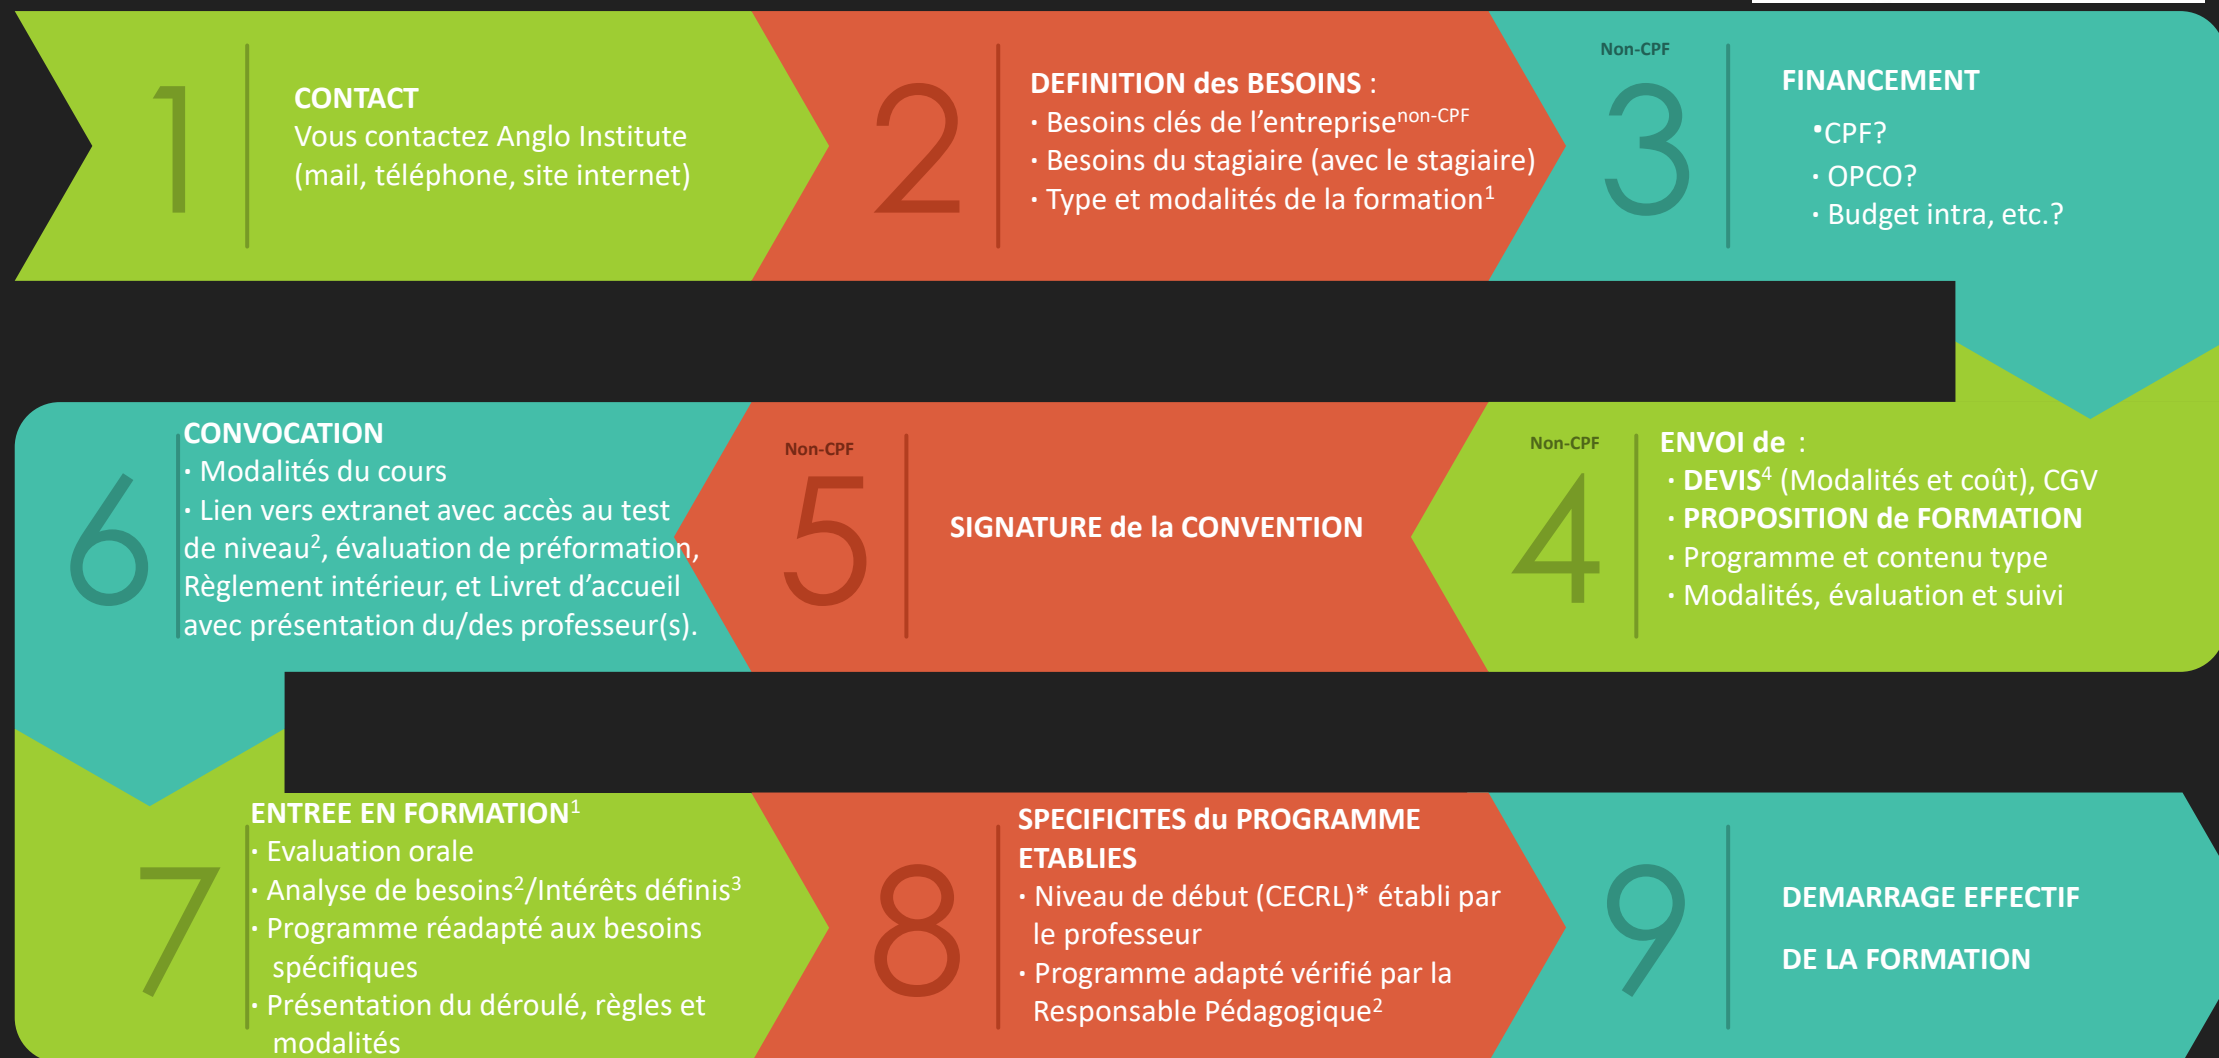 1
CONTACT
Vous contactez Anglo Institute
(mail, téléphone, site internet)
2
DEFINITION des BESOINS :
· Besoins clés de l’entreprise non-CPF
· Besoins du stagiaire (avec le stagiaire)
· Type et modalités de la formation¹
Non-CPF
3
FINANCEMENT
·CPF?
· OPCO?
· Budget intra, etc.?
Non-CPF
4
ENVOI de :
· DEVIS⁴ (Modalités et coût), CGV
· PROPOSITION de FORMATION
· Programme et contenu type
· Modalités, évaluation et suivi
Non-CPF
5
SIGNATURE de la CONVENTION
6
CONVOCATION
· Modalités du cours
· Lien vers extranet avec accès au test
de niveau², évaluation de préformation,
Règlement intérieur, et Livret d’accueil
avec présentation du/des professeur(s).
7
ENTREE EN FORMATION¹
· Evaluation orale
· Analyse de besoins²/Intérêts définis³
· Programme réadapté aux besoins
spécifiques
· Présentation du déroulé, règles et
modalités
8
SPECIFICITES du PROGRAMME
ETABLIES
· Niveau de début (CECRL)* établi par
le professeur
· Programme adapté vérifié par la
Responsable Pédagogique²
9
DEMARRAGE EFFECTIF
DE LA FORMATION